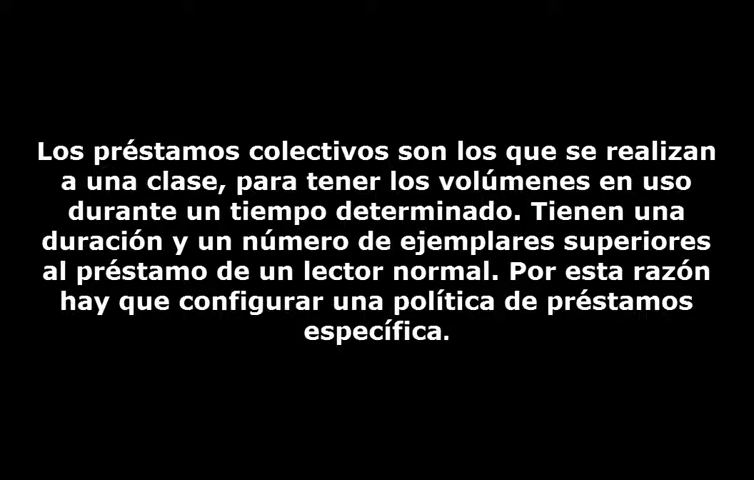 Los préstamos colectivos son los que se realizan
a una clase, para tener los volúmenes en uso
durante un tiempo determinado. Tienen una
duración y un número de ejemplares superiores
al préstamo de un lector normal. Por esta razón
hay que configurar una política de préstamos
específica.